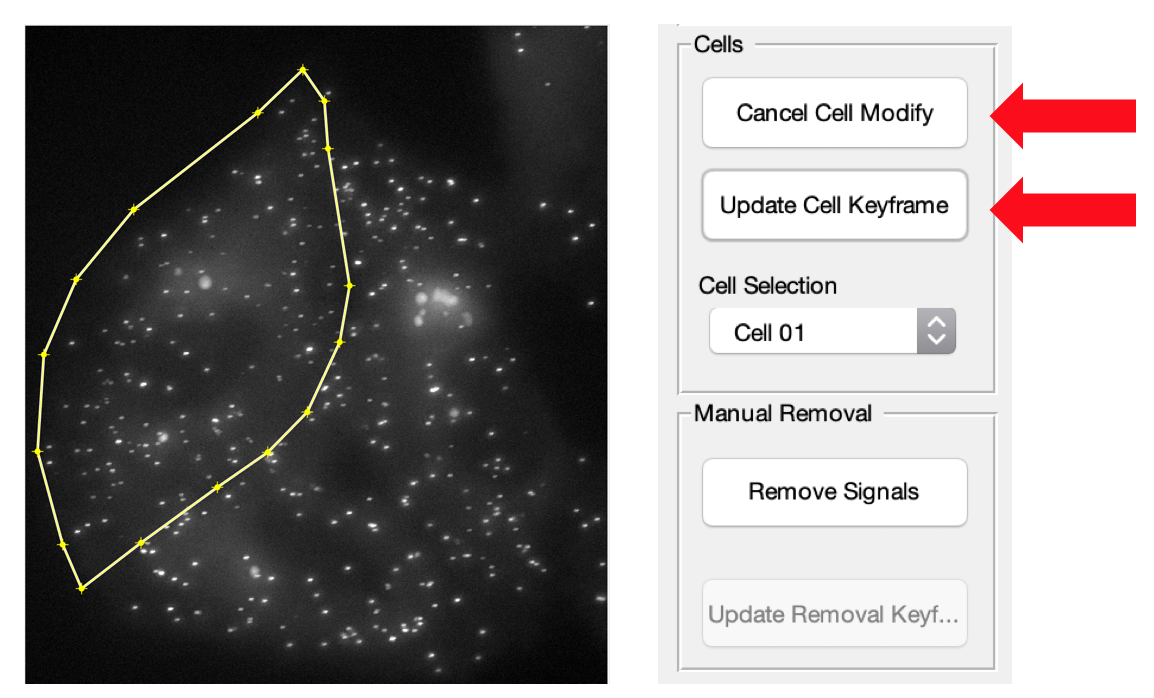 Cells
Cancel Cell Modify
Update Cell Keyframe
Cell Selection
Cell 01
Manual Removal
Remove Signals
Update Removal Keyf...